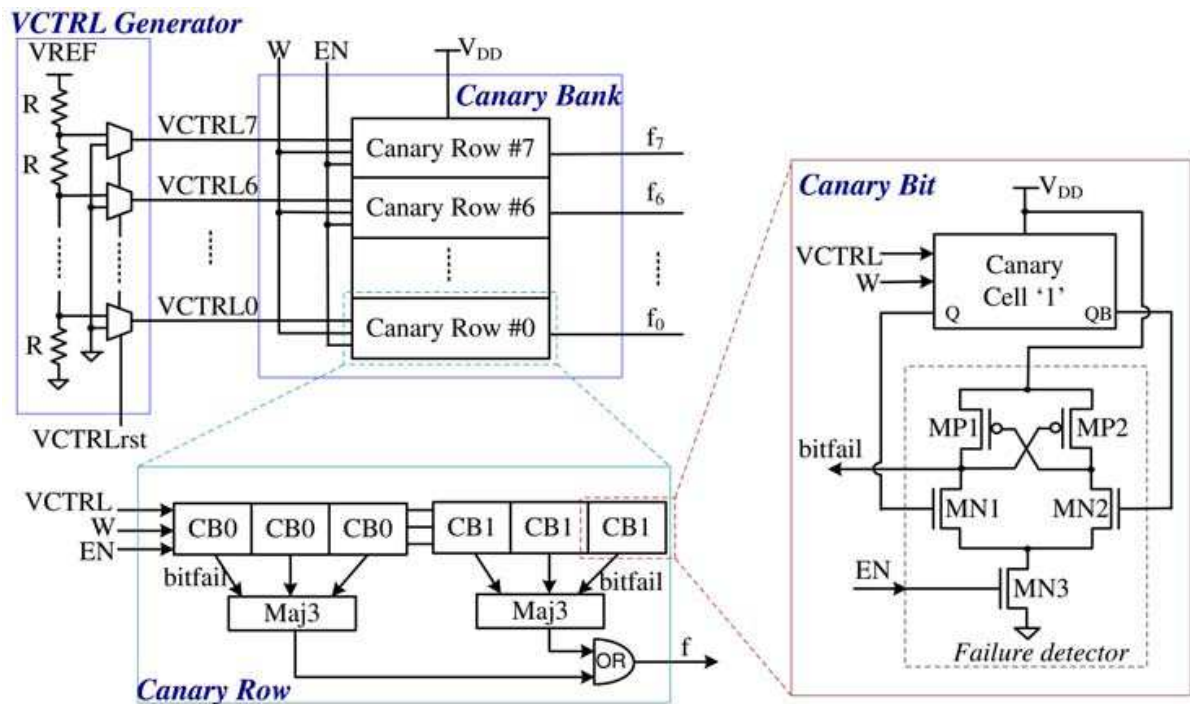 VCTRL Generator
VREF
R
R
R
VCTRLrst
VCTRL7
VCTRL6
VCTRL0
W
EN
VDD
Canary Bank
Canary Row #7
Canary Row #6
Canary Row #0
f7
f6
f0
VCTRL
W
EN
CB0 CB0 CB0 CB1 CB1 CB1
bitfail
bitfail
Maj3
Maj3
OR
f
Canary Row
Canary Bit
VDD
VCTRL
W
Canary
Cell ‘1’
Q
QB
MP1
MP2
bitfail
MN1
MN2
EN
MN3
Failure detector